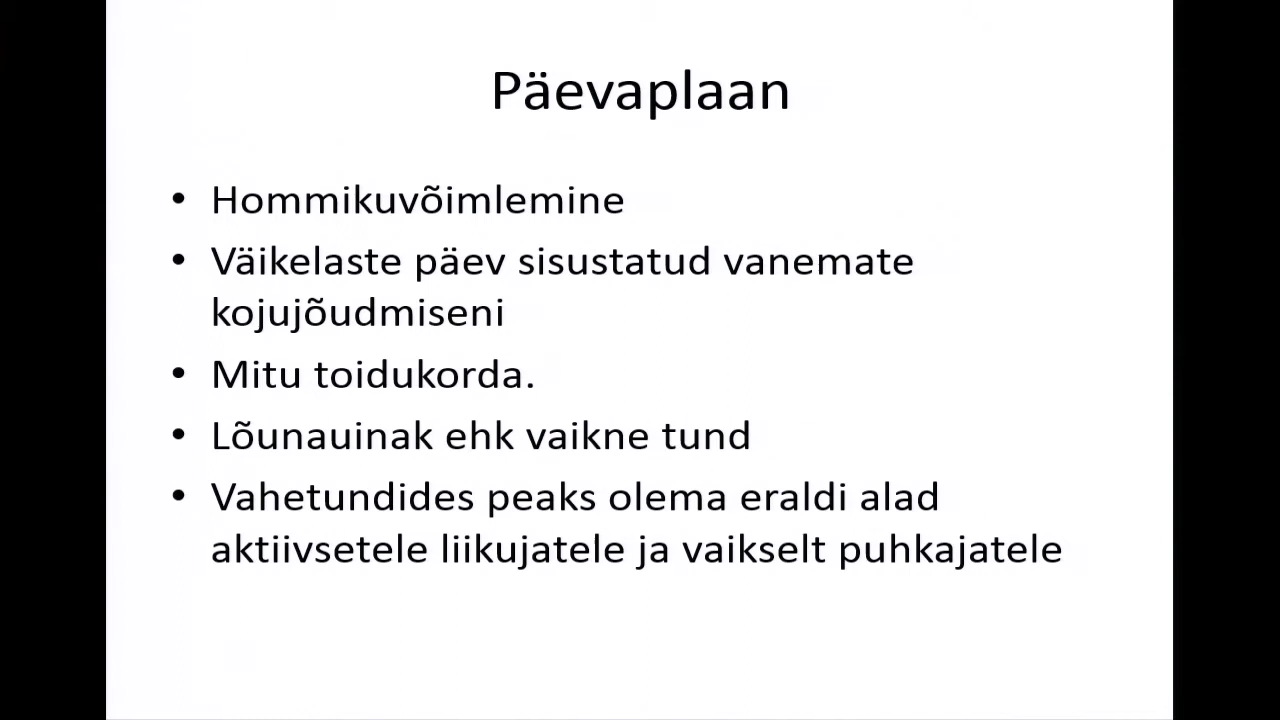 Päevaplaan
• Hommikuvõimlemine
• Väikelaste päev sisustatud vanemate
kojujõudmiseni
• Mitu toidukorda.
• Lõunauinak ehk vaikne tund
• Vahetundides peaks olema eraldi alad
aktiivsetele liikujatele ja vaikselt puhkajatele